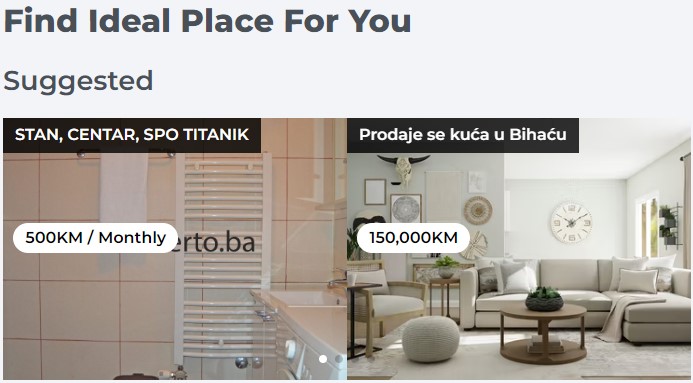 Find Ideal Place For You
Suggested
STAN, CENTAR, SPO TITANIK
Prodaje se kuća u Bihaću
500KM / Monthly
erto.ba
150,000KM